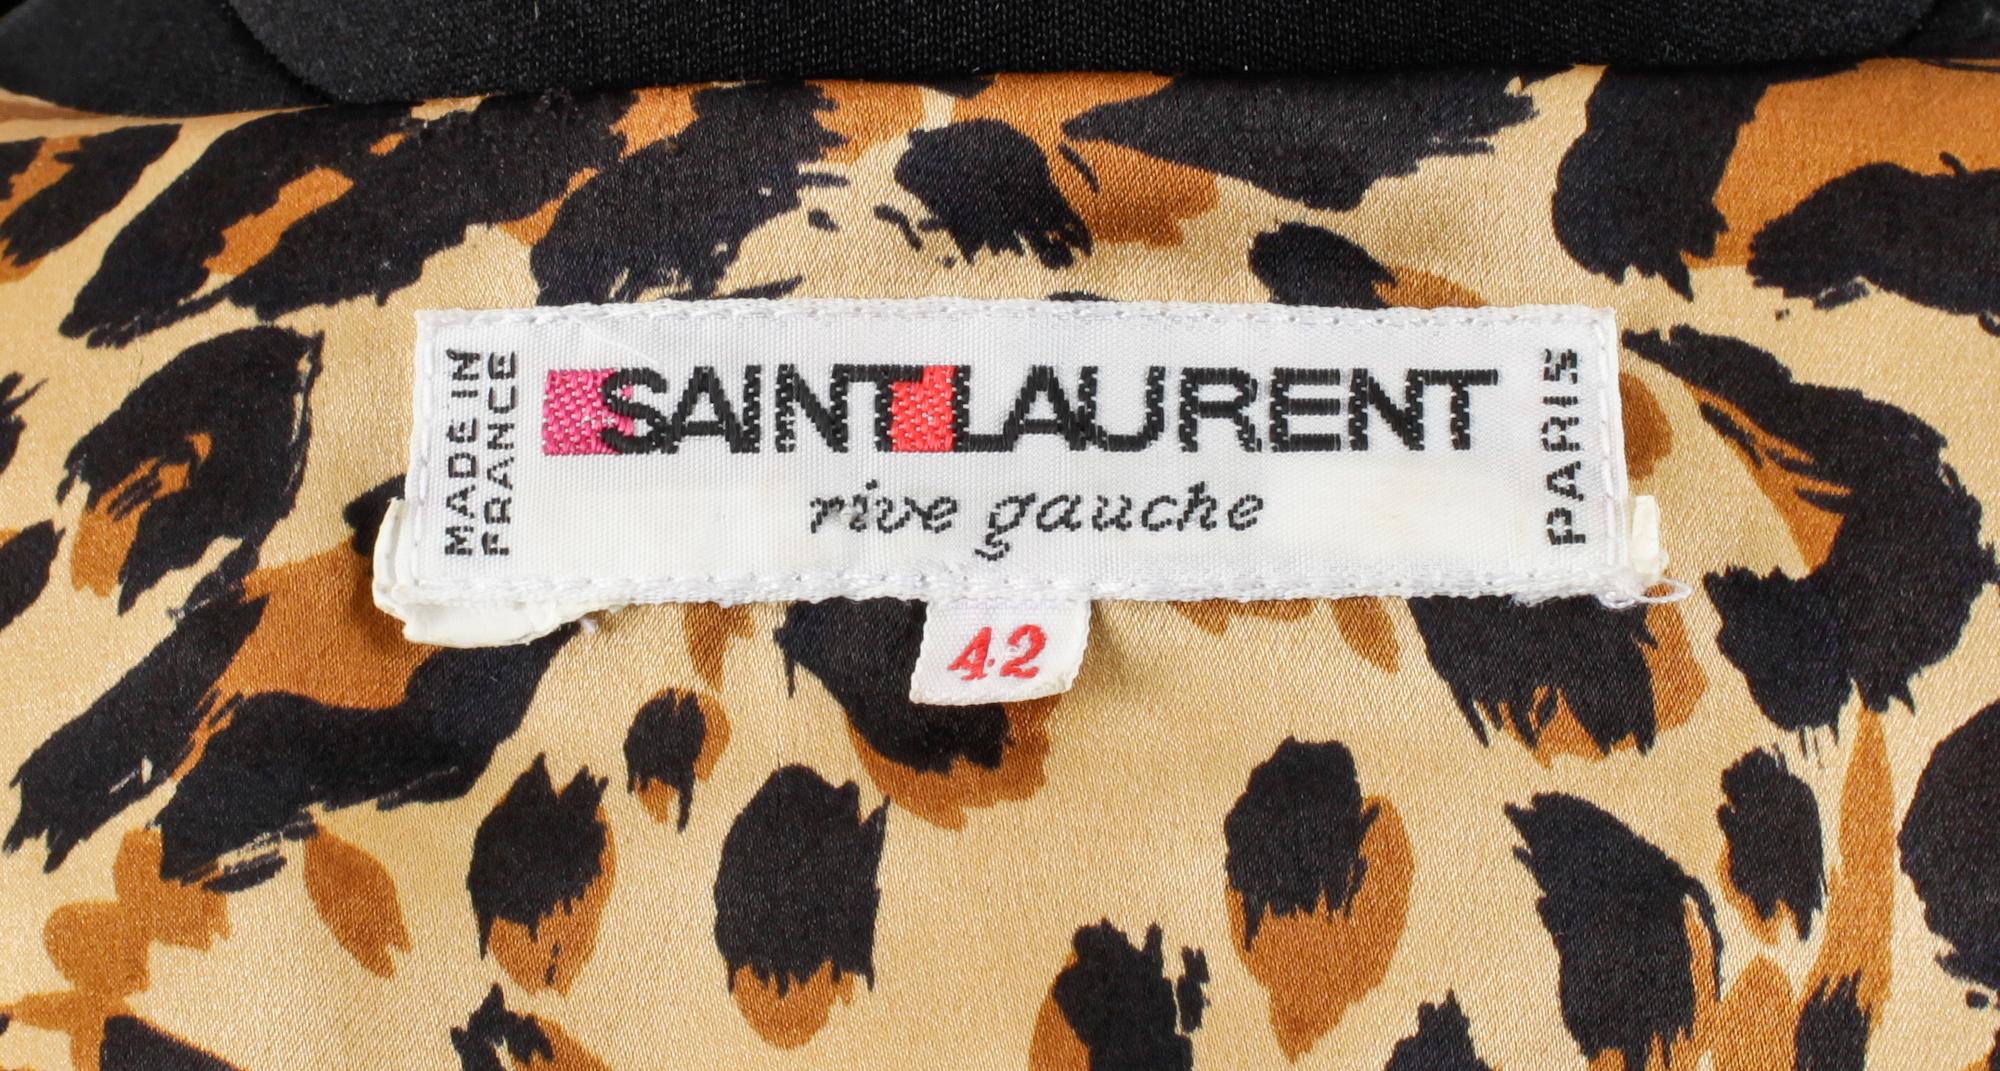 MADE IN
FRANCE
SAINT LAURENT
rive gauche
PARIS
42